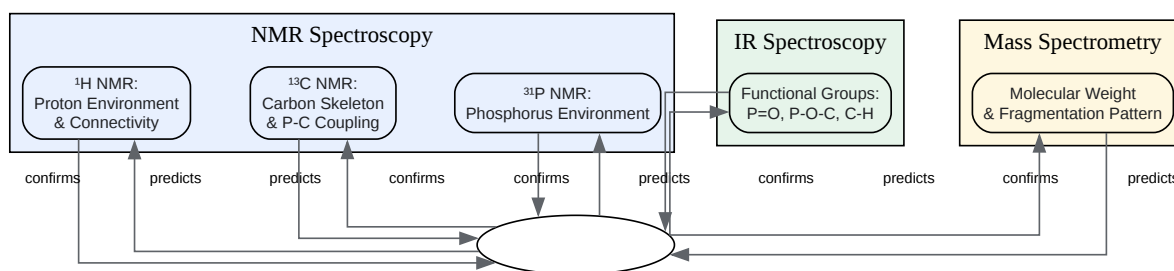 NMR Spectroscopy
IR Spectroscopy
Mass Spectrometry
¹H NMR:
Proton Environment
& Connectivity
¹³C NMR:
Carbon Skeleton
& P-C Coupling
³¹P NMR:
Phosphorus Environment
Functional Groups:
P=O, P-O-C, C-H
Molecular Weight
& Fragmentation Pattern
confirms
predicts
predicts
confirms
confirms
predicts
confirms
predicts
confirms
predicts